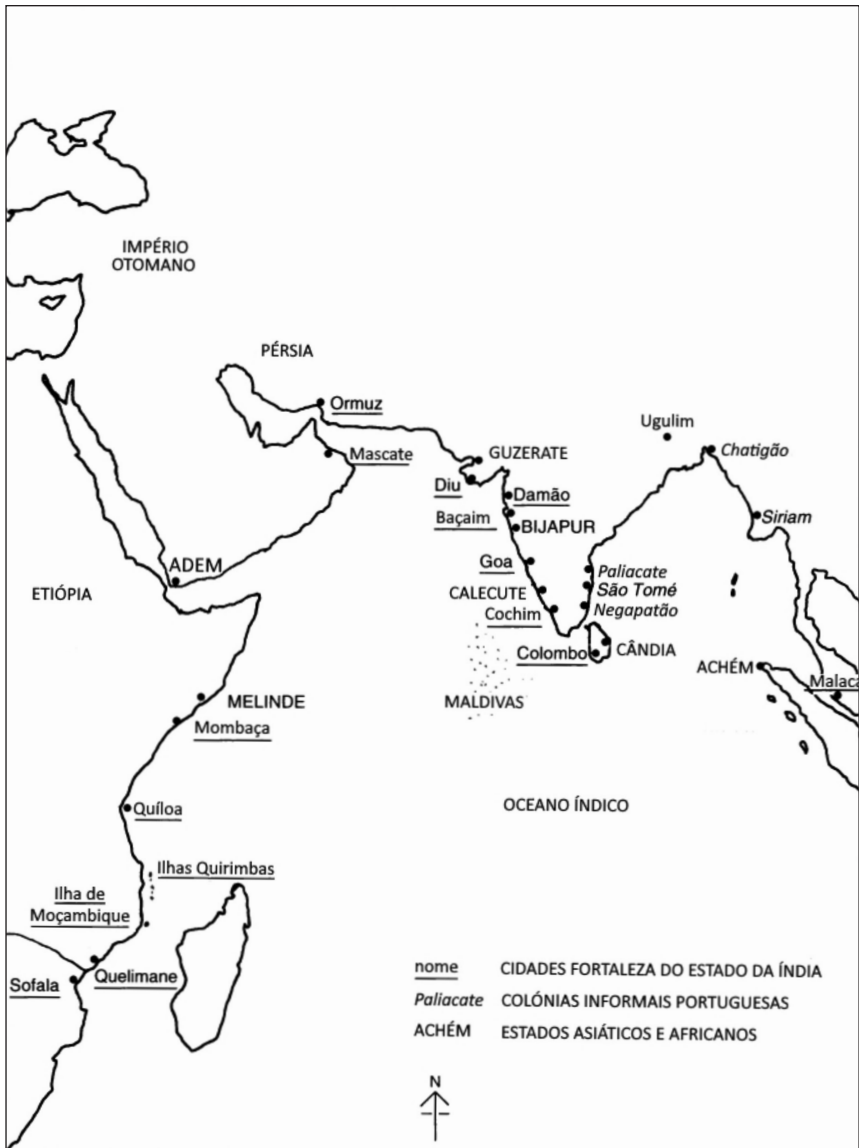 IMPÉRIO
OTOMANO
PÉRSIA
Ormuz
Mascate
GUZERATE
Ugulim
Chatigão
Diu
Damão
Baçaim
BIJAPUR
Siriam
ADEM
Goa
ETIÓPIA
CALECUTE
Cochim
Paliacate
São Tomé
Negapatão
Colombo
CÂNDIA
ACHÉM
Malaca
MELINDE
MALDIVAS
Mombaça
Quíloa
OCEANO ÍNDICO
Ilhas Quirimbas
Ilha de
Moçambique
Sofala
Quelimane
nome CIDADES FORTALEZA DO ESTADO DA ÍNDIA
Paliacate COLÓNIAS INFORMAIS PORTUGUESAS
ACHÉM ESTADOS ASIÁTICOS E AFRICANOS
N